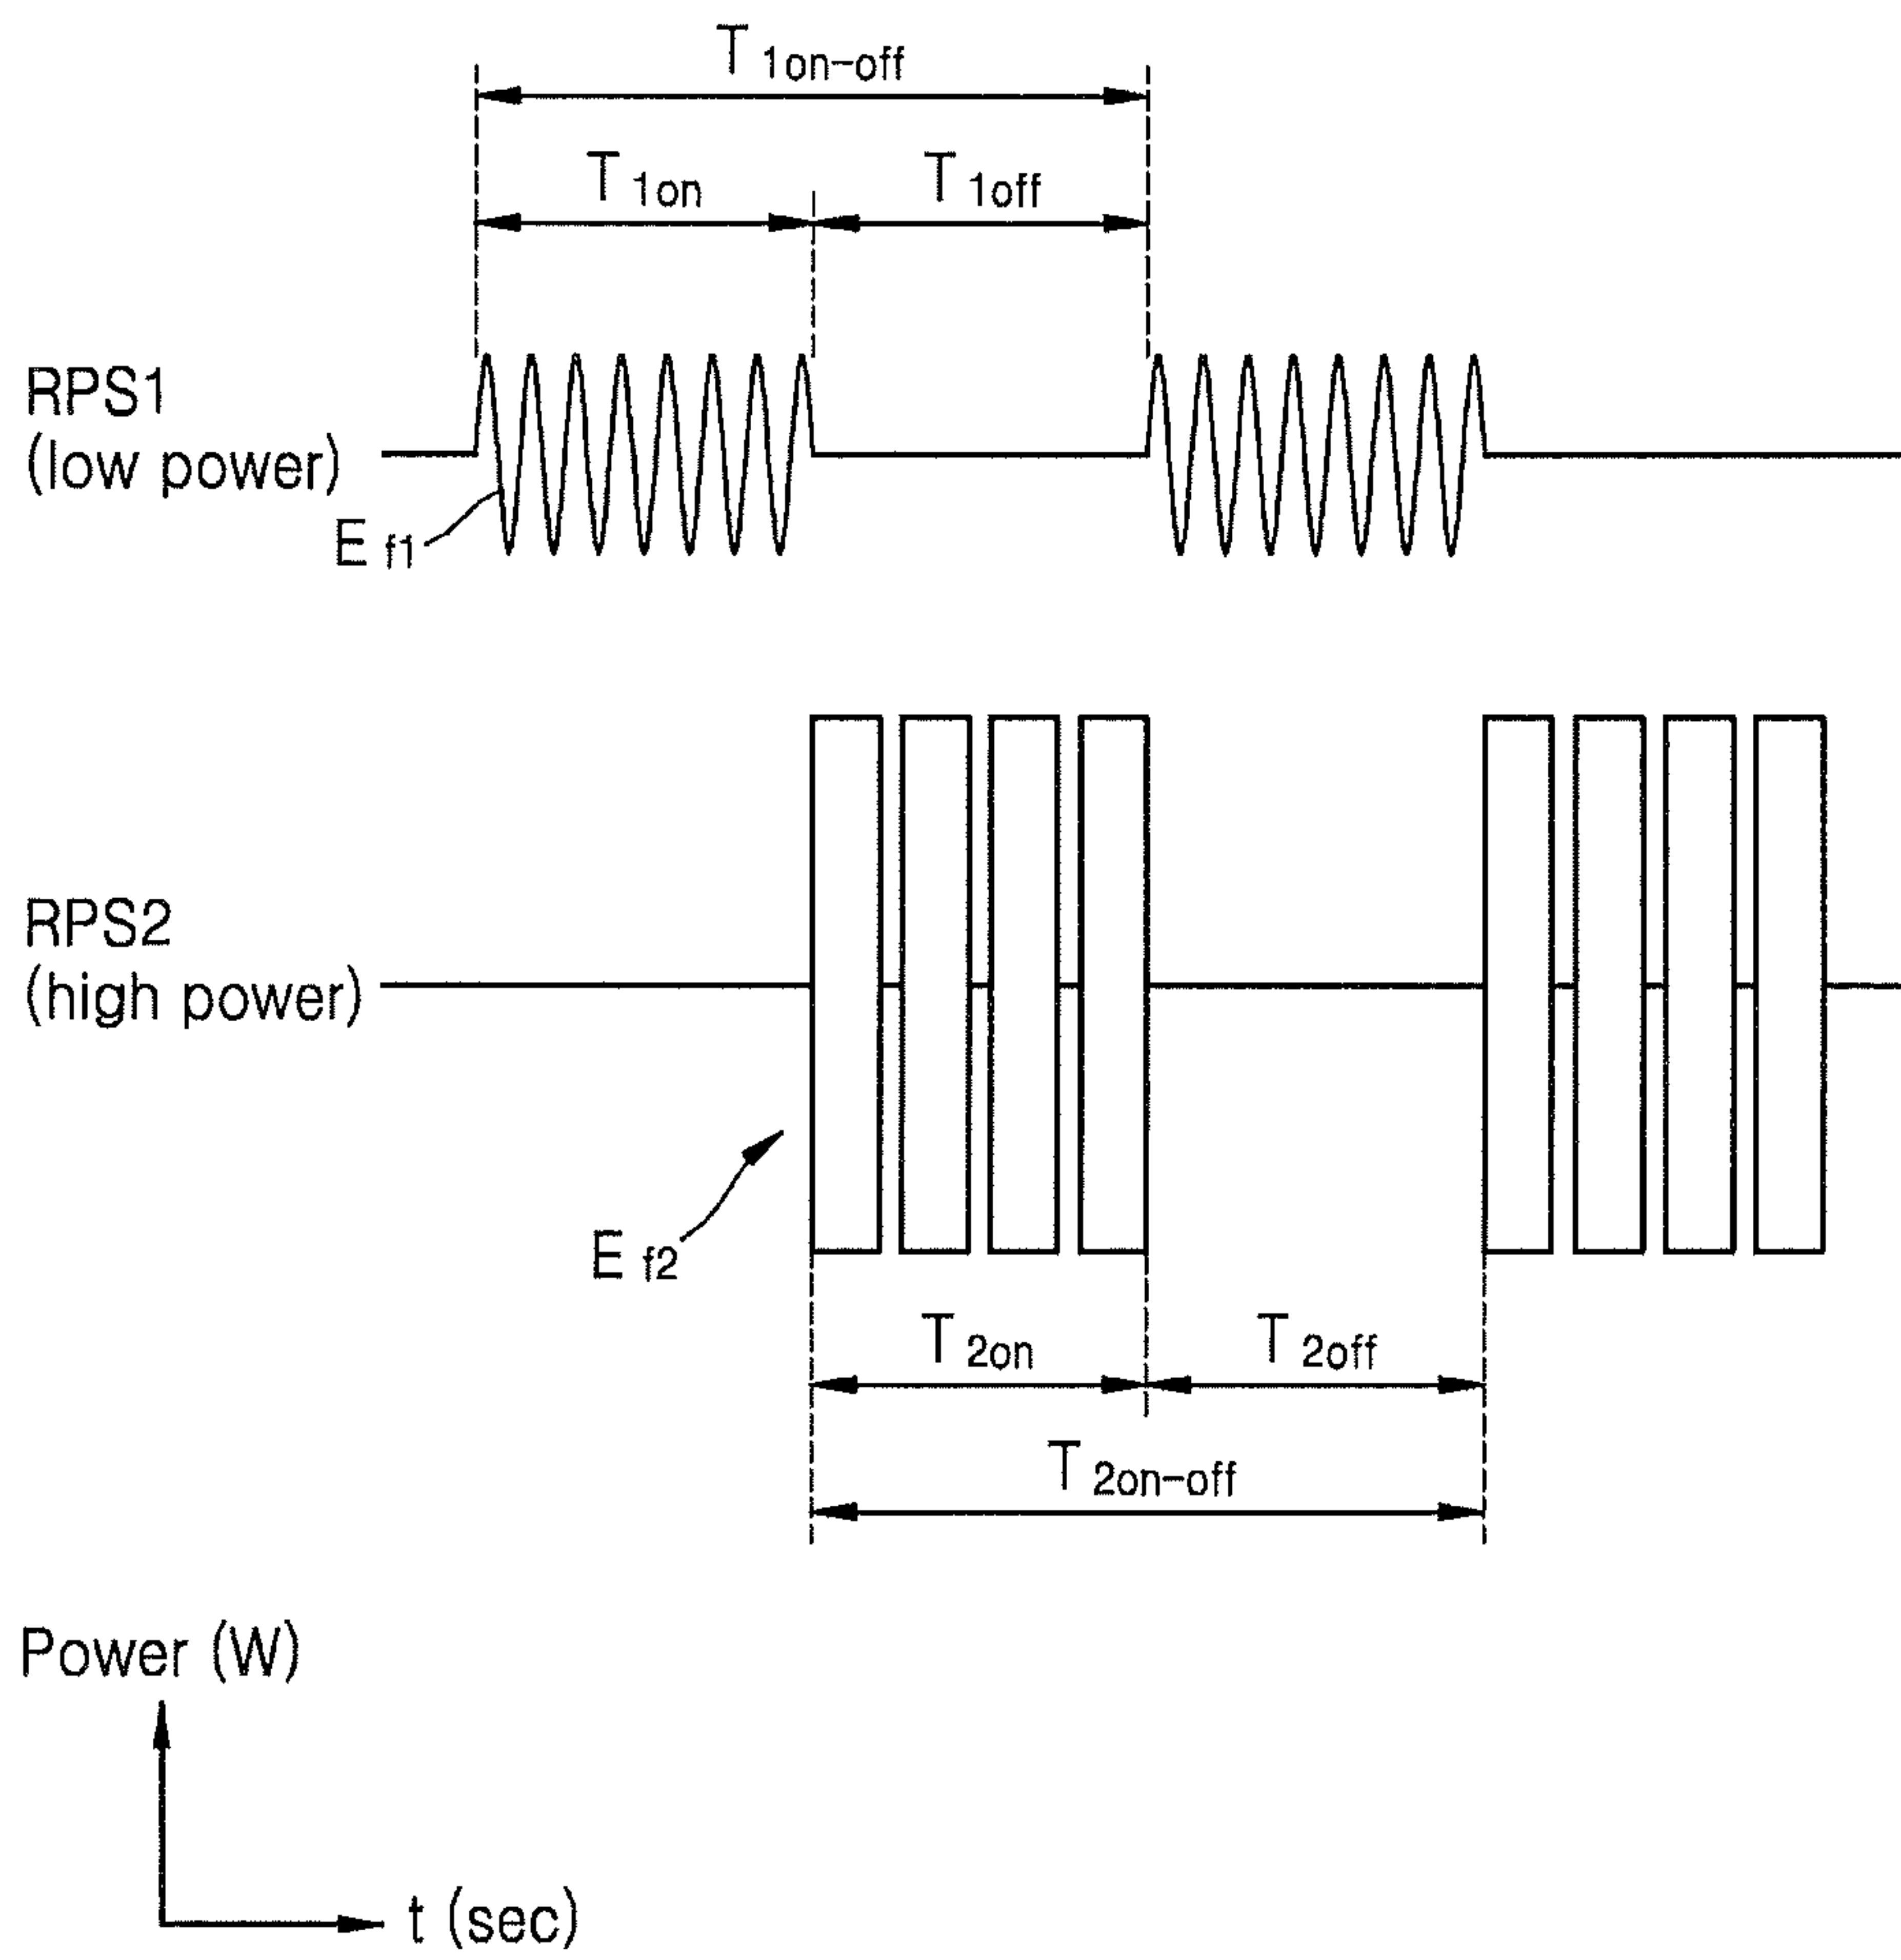 T 1on-off
T 1on
T 1off
RPS1
(low power)
E f1
RPS2
(high power)
E f2
T 2on
T 2off
T 2on-off
Power (W)
t (sec)